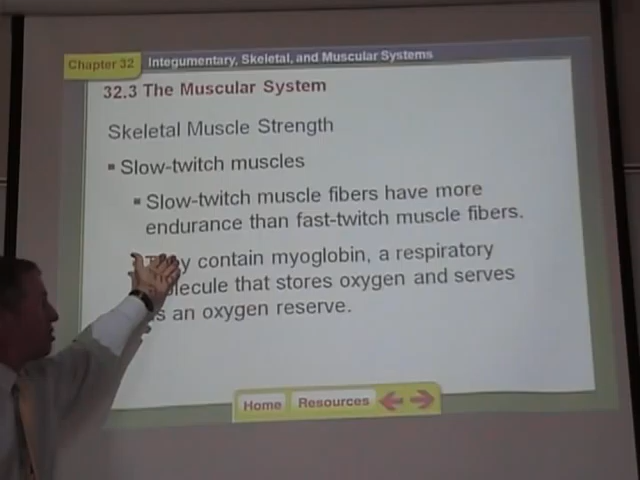 Chapter 32
Integumentary, Skeletal, and Muscular Systems
32.3 The Muscular System
Skeletal Muscle Strength
▪ Slow-twitch muscles
▪ Slow-twitch muscle fibers have more
endurance than fast-twitch muscle fibers.
contain myoglobin, a respiratory
that stores oxygen and serves
an oxygen reserve.
Home Resources